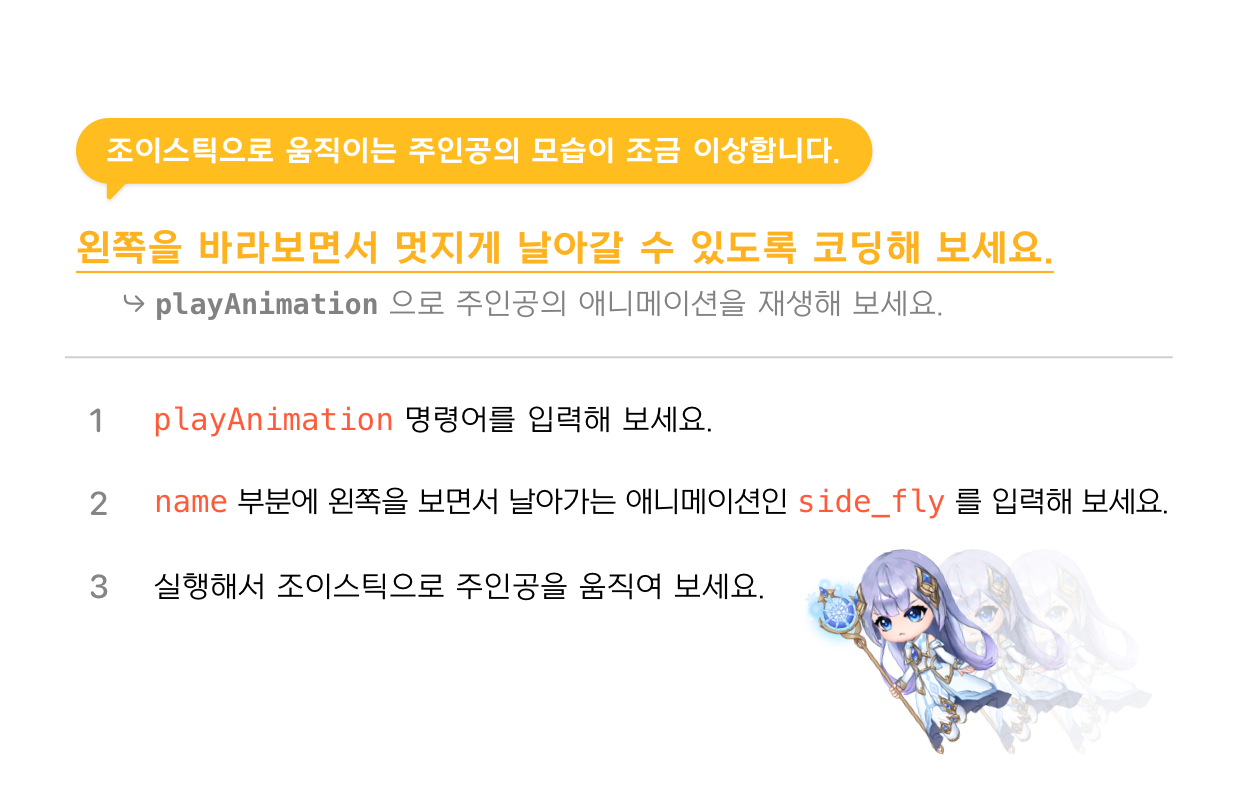 조이스틱으로 움직이는 주인공의 모습이 조금 이상합니다.
왼쪽을 바라보면서 멋지게 날아갈 수 있도록 코딩해 보세요.
↪ playAnimation 으로 주인공의 애니메이션을 재생해 보세요.
1 playAnimation 명령어를 입력해 보세요.
2 name 부분에 왼쪽을 보면서 날아가는 애니메이션인 side_fly 를 입력해 보세요.
3 실행해서 조이스틱으로 주인공을 움직여 보세요.